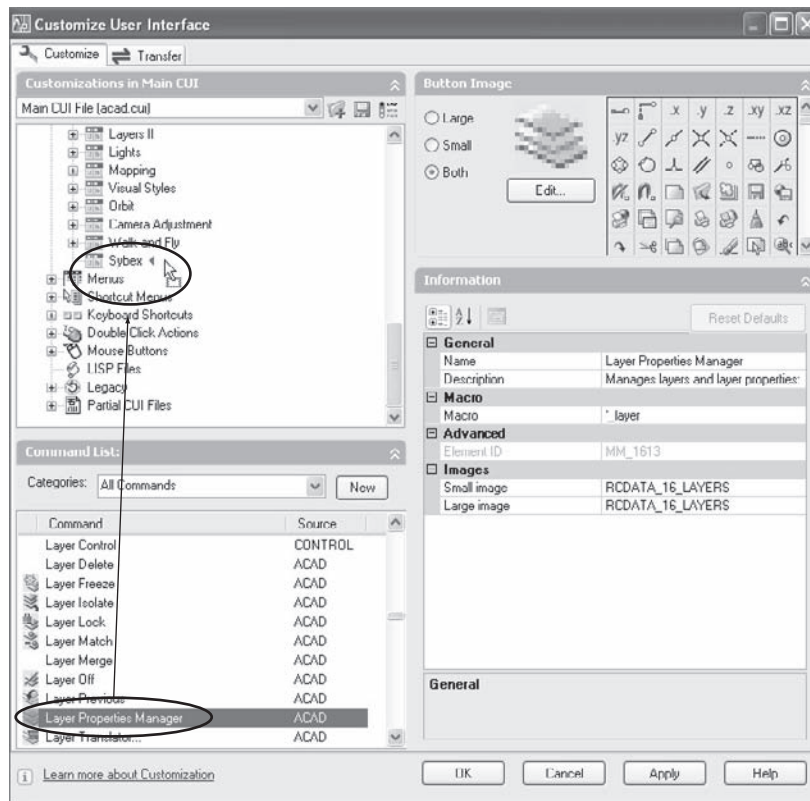 Customize User Interface
Customize
Transfer
Customizations in Main CUI
Main CUI File (acad.cui)
Layers II
Lights
Mapping
Visual Styles
Orbit
Camera Adjustment
Walk and Fly
Sybex
Menus
Shortcut Menus
Keyboard Shortcuts
Double Click Actions
Mouse Buttons
LISP Files
Legacy
Partial CUI Files
Command List:
Categories: All Commands New
Command Source
Layer Control CONTROL
Layer Delete ACAD
Layer Freeze ACAD
Layer Isolate ACAD
Layer Lock ACAD
Layer Match ACAD
Layer Merge ACAD
Layer Off ACAD
Layer Previous ACAD
Layer Properties Manager ACAD
Layer Translator... ACAD
Button Image
Large
Small
Both
Edit...
.x .y .z .xy .xz
.yz
Information
Reset Defaults
General
Name Layer Properties Manager
Description Manages layers and layer properties:
Macro
Macro '_layer
Advanced
Element ID MM_1613
Images
Small image RCDATA_16_LAYERS
Large image RCDATA_16_LAYERS
General
Learn more about Customization
OK Cancel Apply Help